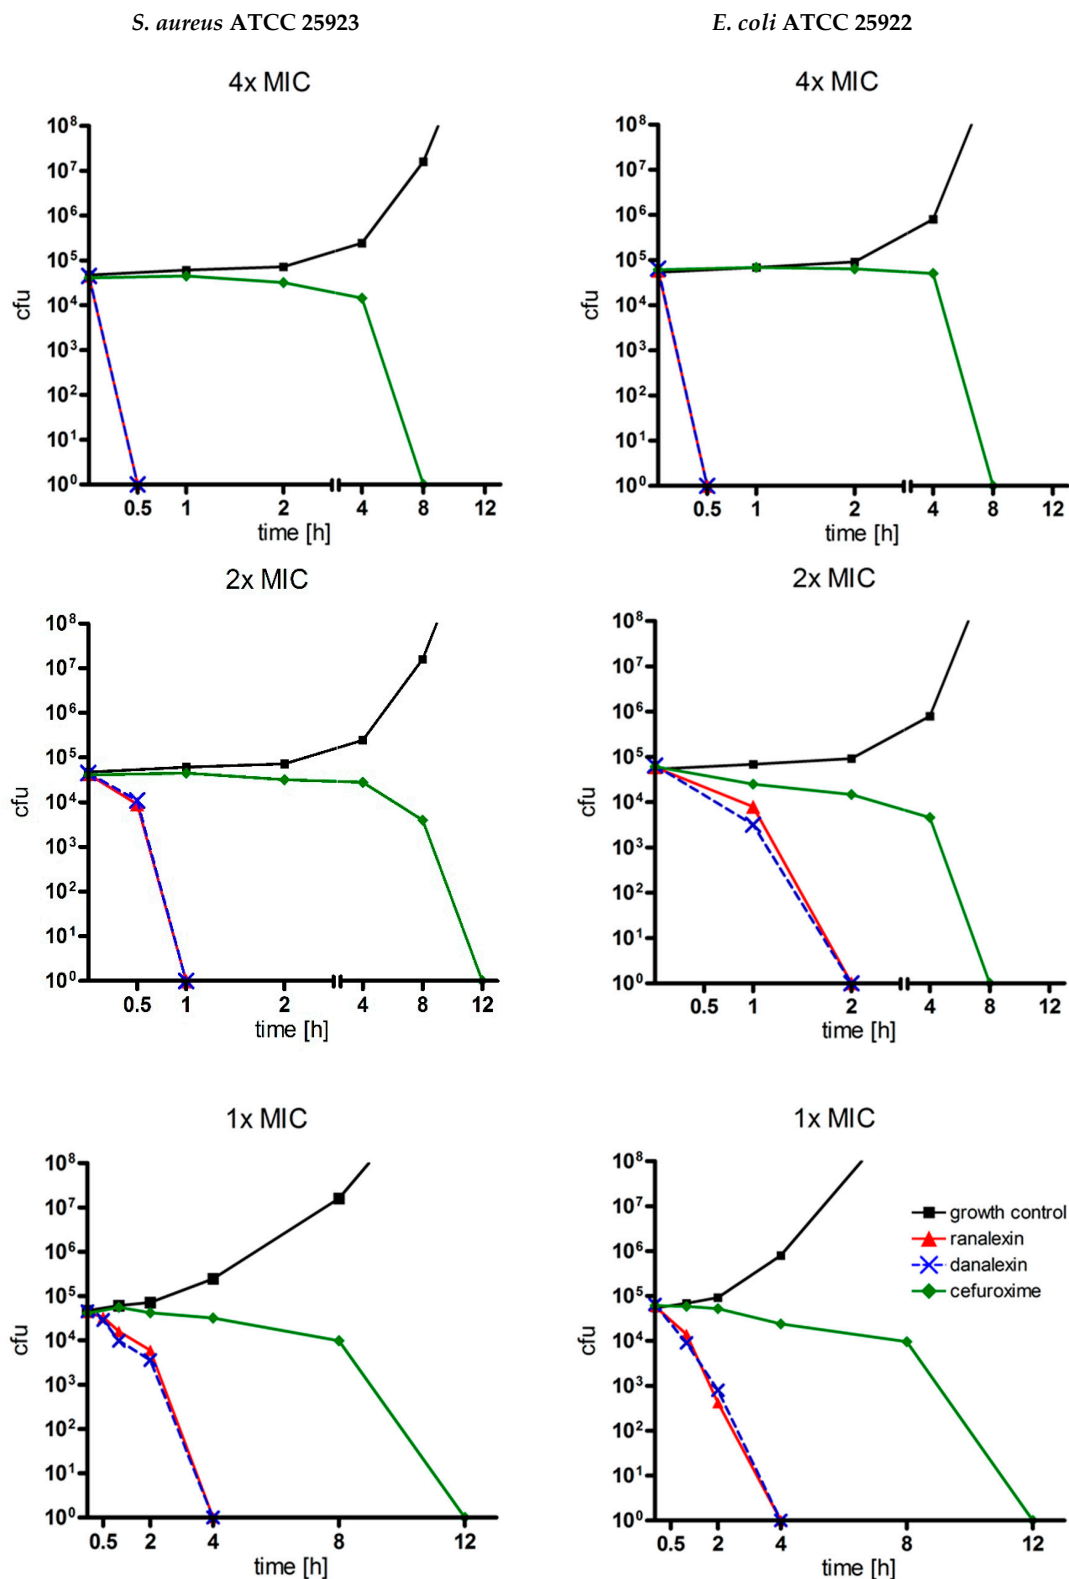 S. aureus ATCC 25923
E. coli ATCC 25922
4x MIC
10⁸
10⁷
10⁶
10⁵
10⁴
10³
10²
10¹
10⁰
cfu
0.5 1 2 4 8 12
time [h]
4x MIC
10⁸
10⁷
10⁶
10⁵
10⁴
10³
10²
10¹
10⁰
cfu
0.5 1 2 4 8 12
time [h]
2x MIC
10⁸
10⁷
10⁶
10⁵
10⁴
10³
10²
10¹
10⁰
cfu
0.5 1 2 4 8 12
time [h]
2x MIC
10⁸
10⁷
10⁶
10⁵
10⁴
10³
10²
10¹
10⁰
cfu
0.5 1 2 4 8 12
time [h]
1x MIC
10⁸
10⁷
10⁶
10⁵
10⁴
10³
10²
10¹
10⁰
cfu
0.5 2 4 8 12
time [h]
1x MIC
10⁸
10⁷
10⁶
10⁵
10⁴
10³
10²
10¹
10⁰
cfu
growth control
ranalexin
danalexin
cefuroxime
0.5 2 4 8 12
time [h]